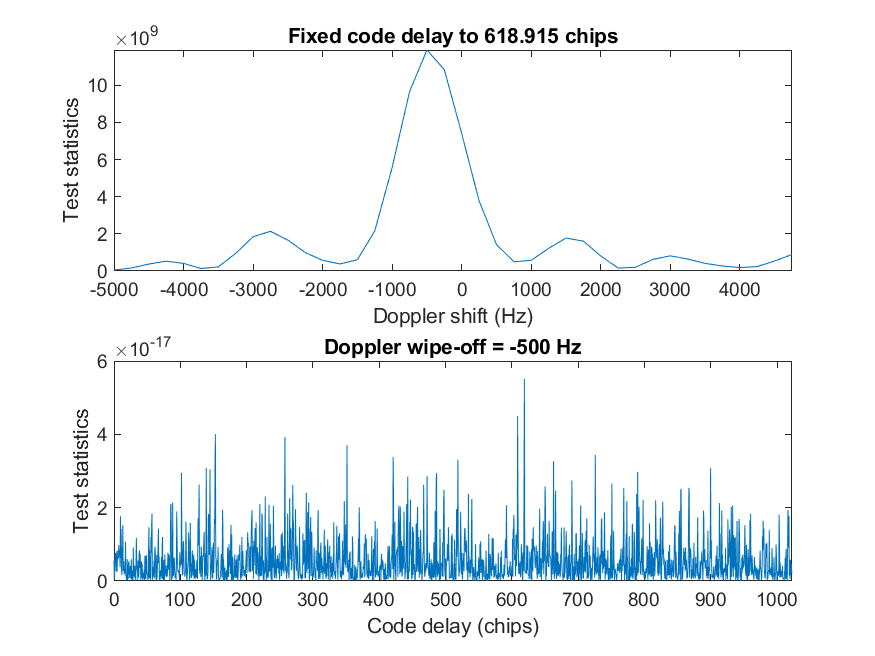 ×10⁹
Fixed code delay to 618.915 chips
10
8
6
4
2
0
Test statistics
-5000 -4000 -3000 -2000 -1000 0 1000 2000 3000 4000
Doppler shift (Hz)
×10⁻¹⁷
Doppler wipe-off = -500 Hz
6
4
2
0
Test statistics
0 100 200 300 400 500 600 700 800 900 1000
Code delay (chips)